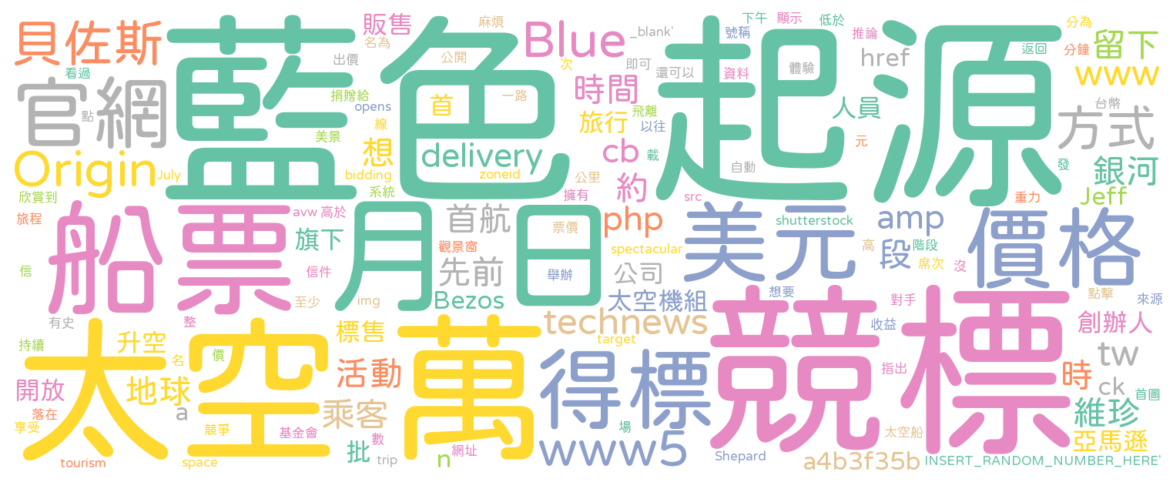 貝佐斯
藍色起源
Blue
販售
官網
Origin
www
留下
href
時間
方式
人員
旅行
delivery
cb
約
銀河
Jeff
想
看過
點
名為
出價
麻煩
_blank'
公開
次
即可
號稱
還可以
下午
顯示
資料
體驗
低於
推論
分為
返回
分鐘
台幣
捐贈給
opens
線
美景
首
一路
飛離
以往
載
自動
元
發
July
bidding
zoneid
系統
公里
擁有
src
重力
欣賞到
旅程
avw
高於
船票
月
日
首航
php
美元
amp
價格
旗下
觀景窗
票價
shutterstock
段
階段
高
席次
沒
信
信件
先前
舉辦
spectacular
公司
Bezos
太空機組
想要
點擊
來源
至少
img
technews
target
對手
收益
創辦人
有史
整
太空
萬
競標
得標
標售
升空
持續
名
價
活動
指出
tw
開放
地球
時
ck
首圖
落在
a
乘客
維珍
享受
競爭
基金會
數
網址
場
太空船
亞馬遜
批
n
www5
tourism
space
trip
Shepard
a4b3f35b
INSERT_RANDOM_NUMBER_HERE'